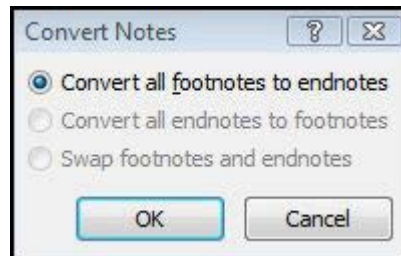 Convert Notes
Convert all footnotes to endnotes
Convert all endnotes to footnotes
Swap footnotes and endnotes
OK Cancel